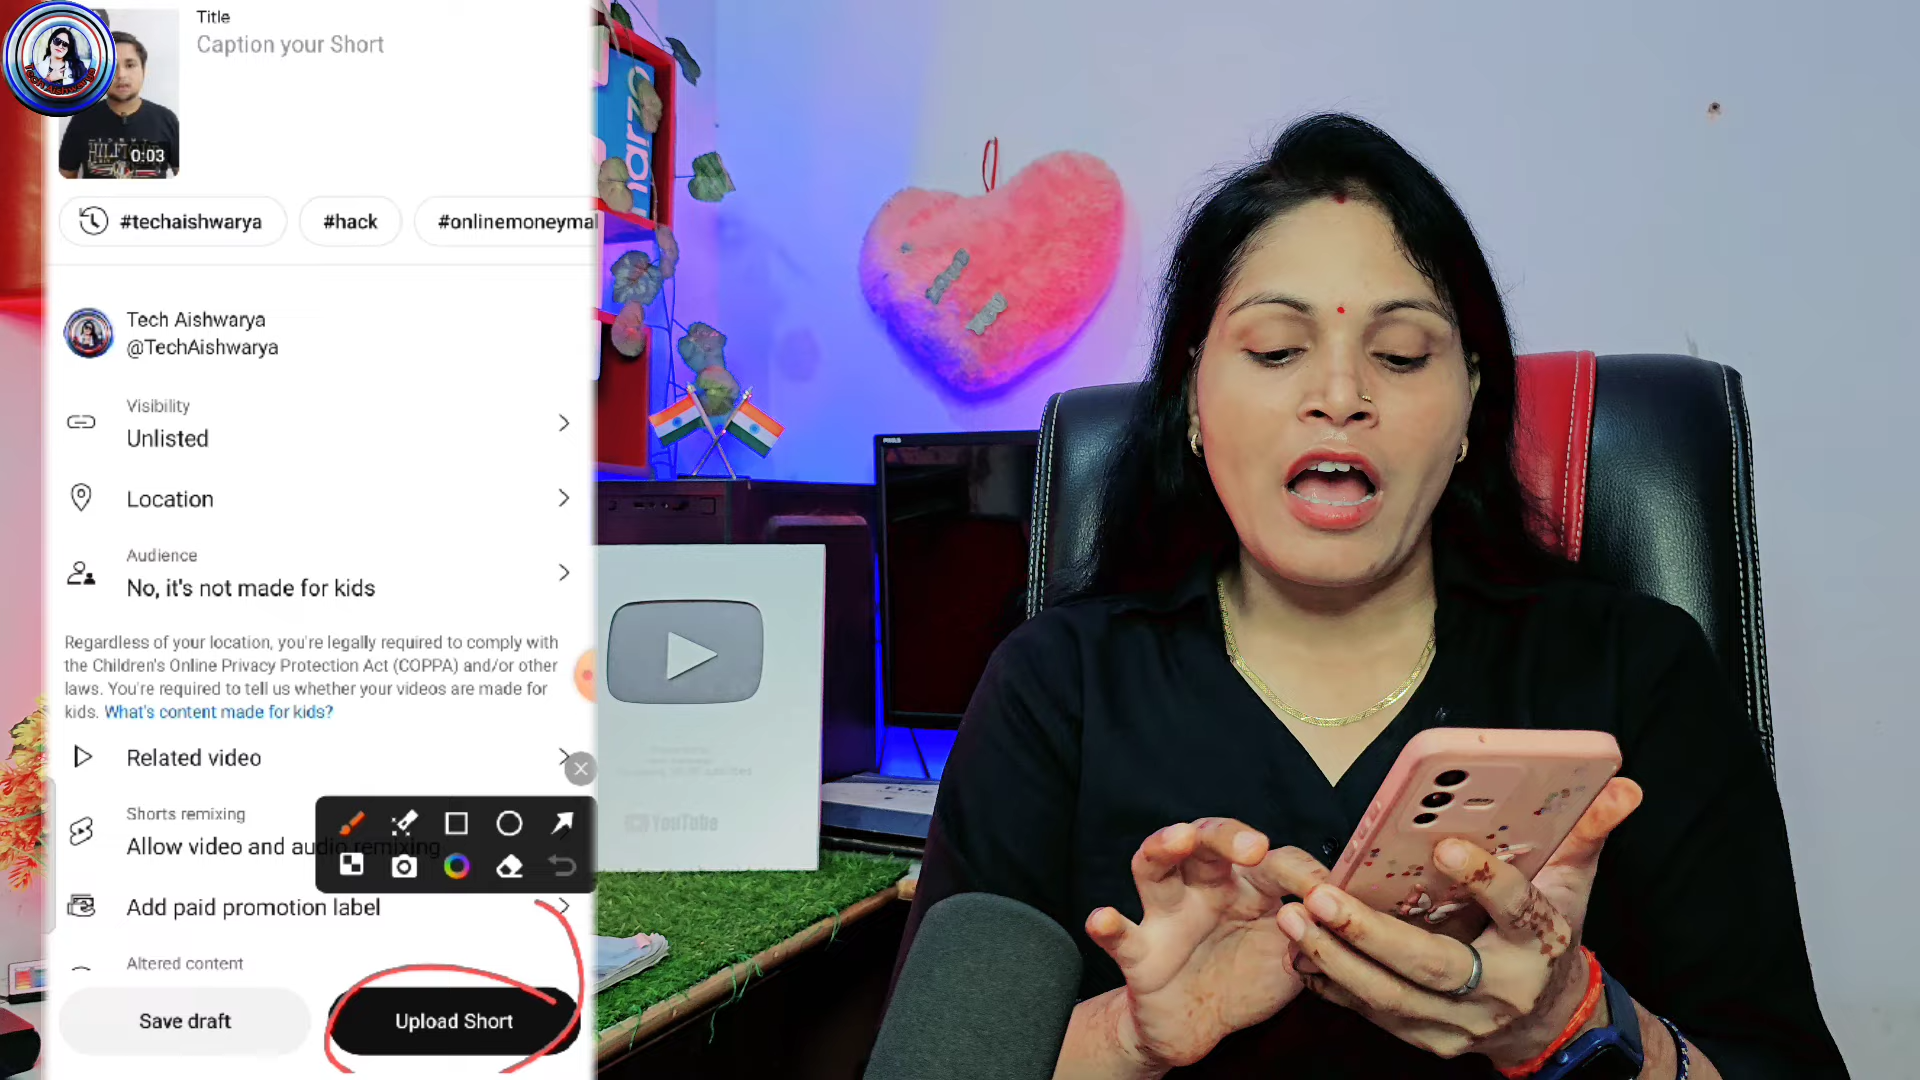 Title
Caption your Short
Tech Aishwarya
HILFIGER
0:03
#techaishwarya
#hack
#onlinemoneymal
Tech Aishwarya
@TechAishwarya
Visibility
Unlisted
Location
Audience
No, it's not made for kids
Regardless of your location, you're legally required to comply with
the Children's Online Privacy Protection Act (COPPA) and/or other
laws. You're required to tell us whether your videos are made for
kids. What's content made for kids?
Related video
Shorts remixing
Allow video and audio remixing
Add paid promotion label
Altered content
Save draft
Upload Short
narzo
YouTube